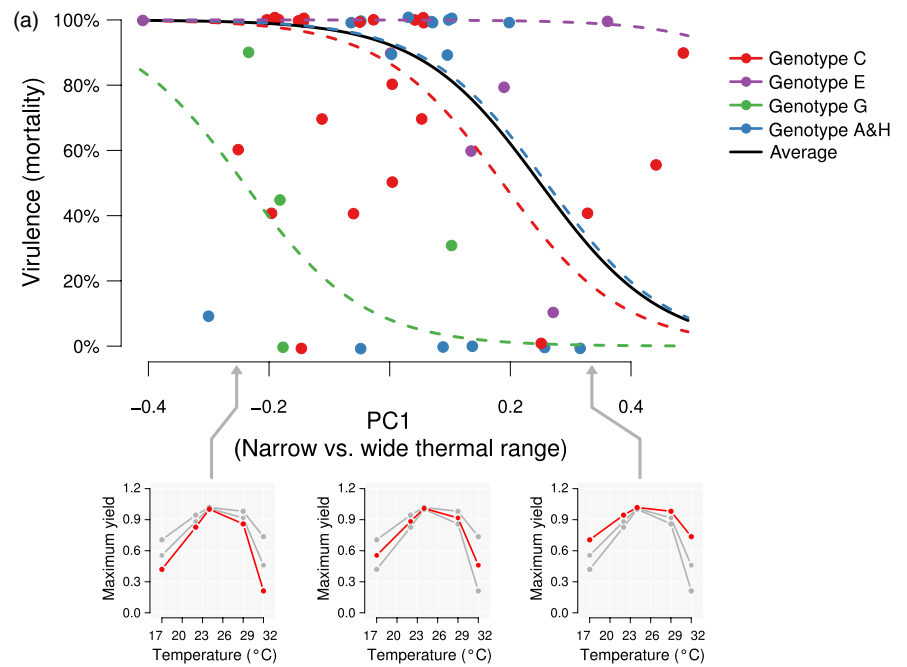 (a)
Virulence (mortality)
100%
80%
60%
40%
20%
0%
Genotype C
Genotype E
Genotype G
Genotype A&H
Average
−0.4
−0.2
0.2
0.4
PC1
(Narrow vs. wide thermal range)
Maximum yield
1.2
0.9
0.6
0.3
0.0
17 20 23 26 29 32
Temperature (°C)
Maximum yield
1.2
0.9
0.6
0.3
0.0
17 20 23 26 29 32
Temperature (°C)
Maximum yield
1.2
0.9
0.6
0.3
0.0
17 20 23 26 29 32
Temperature (°C)